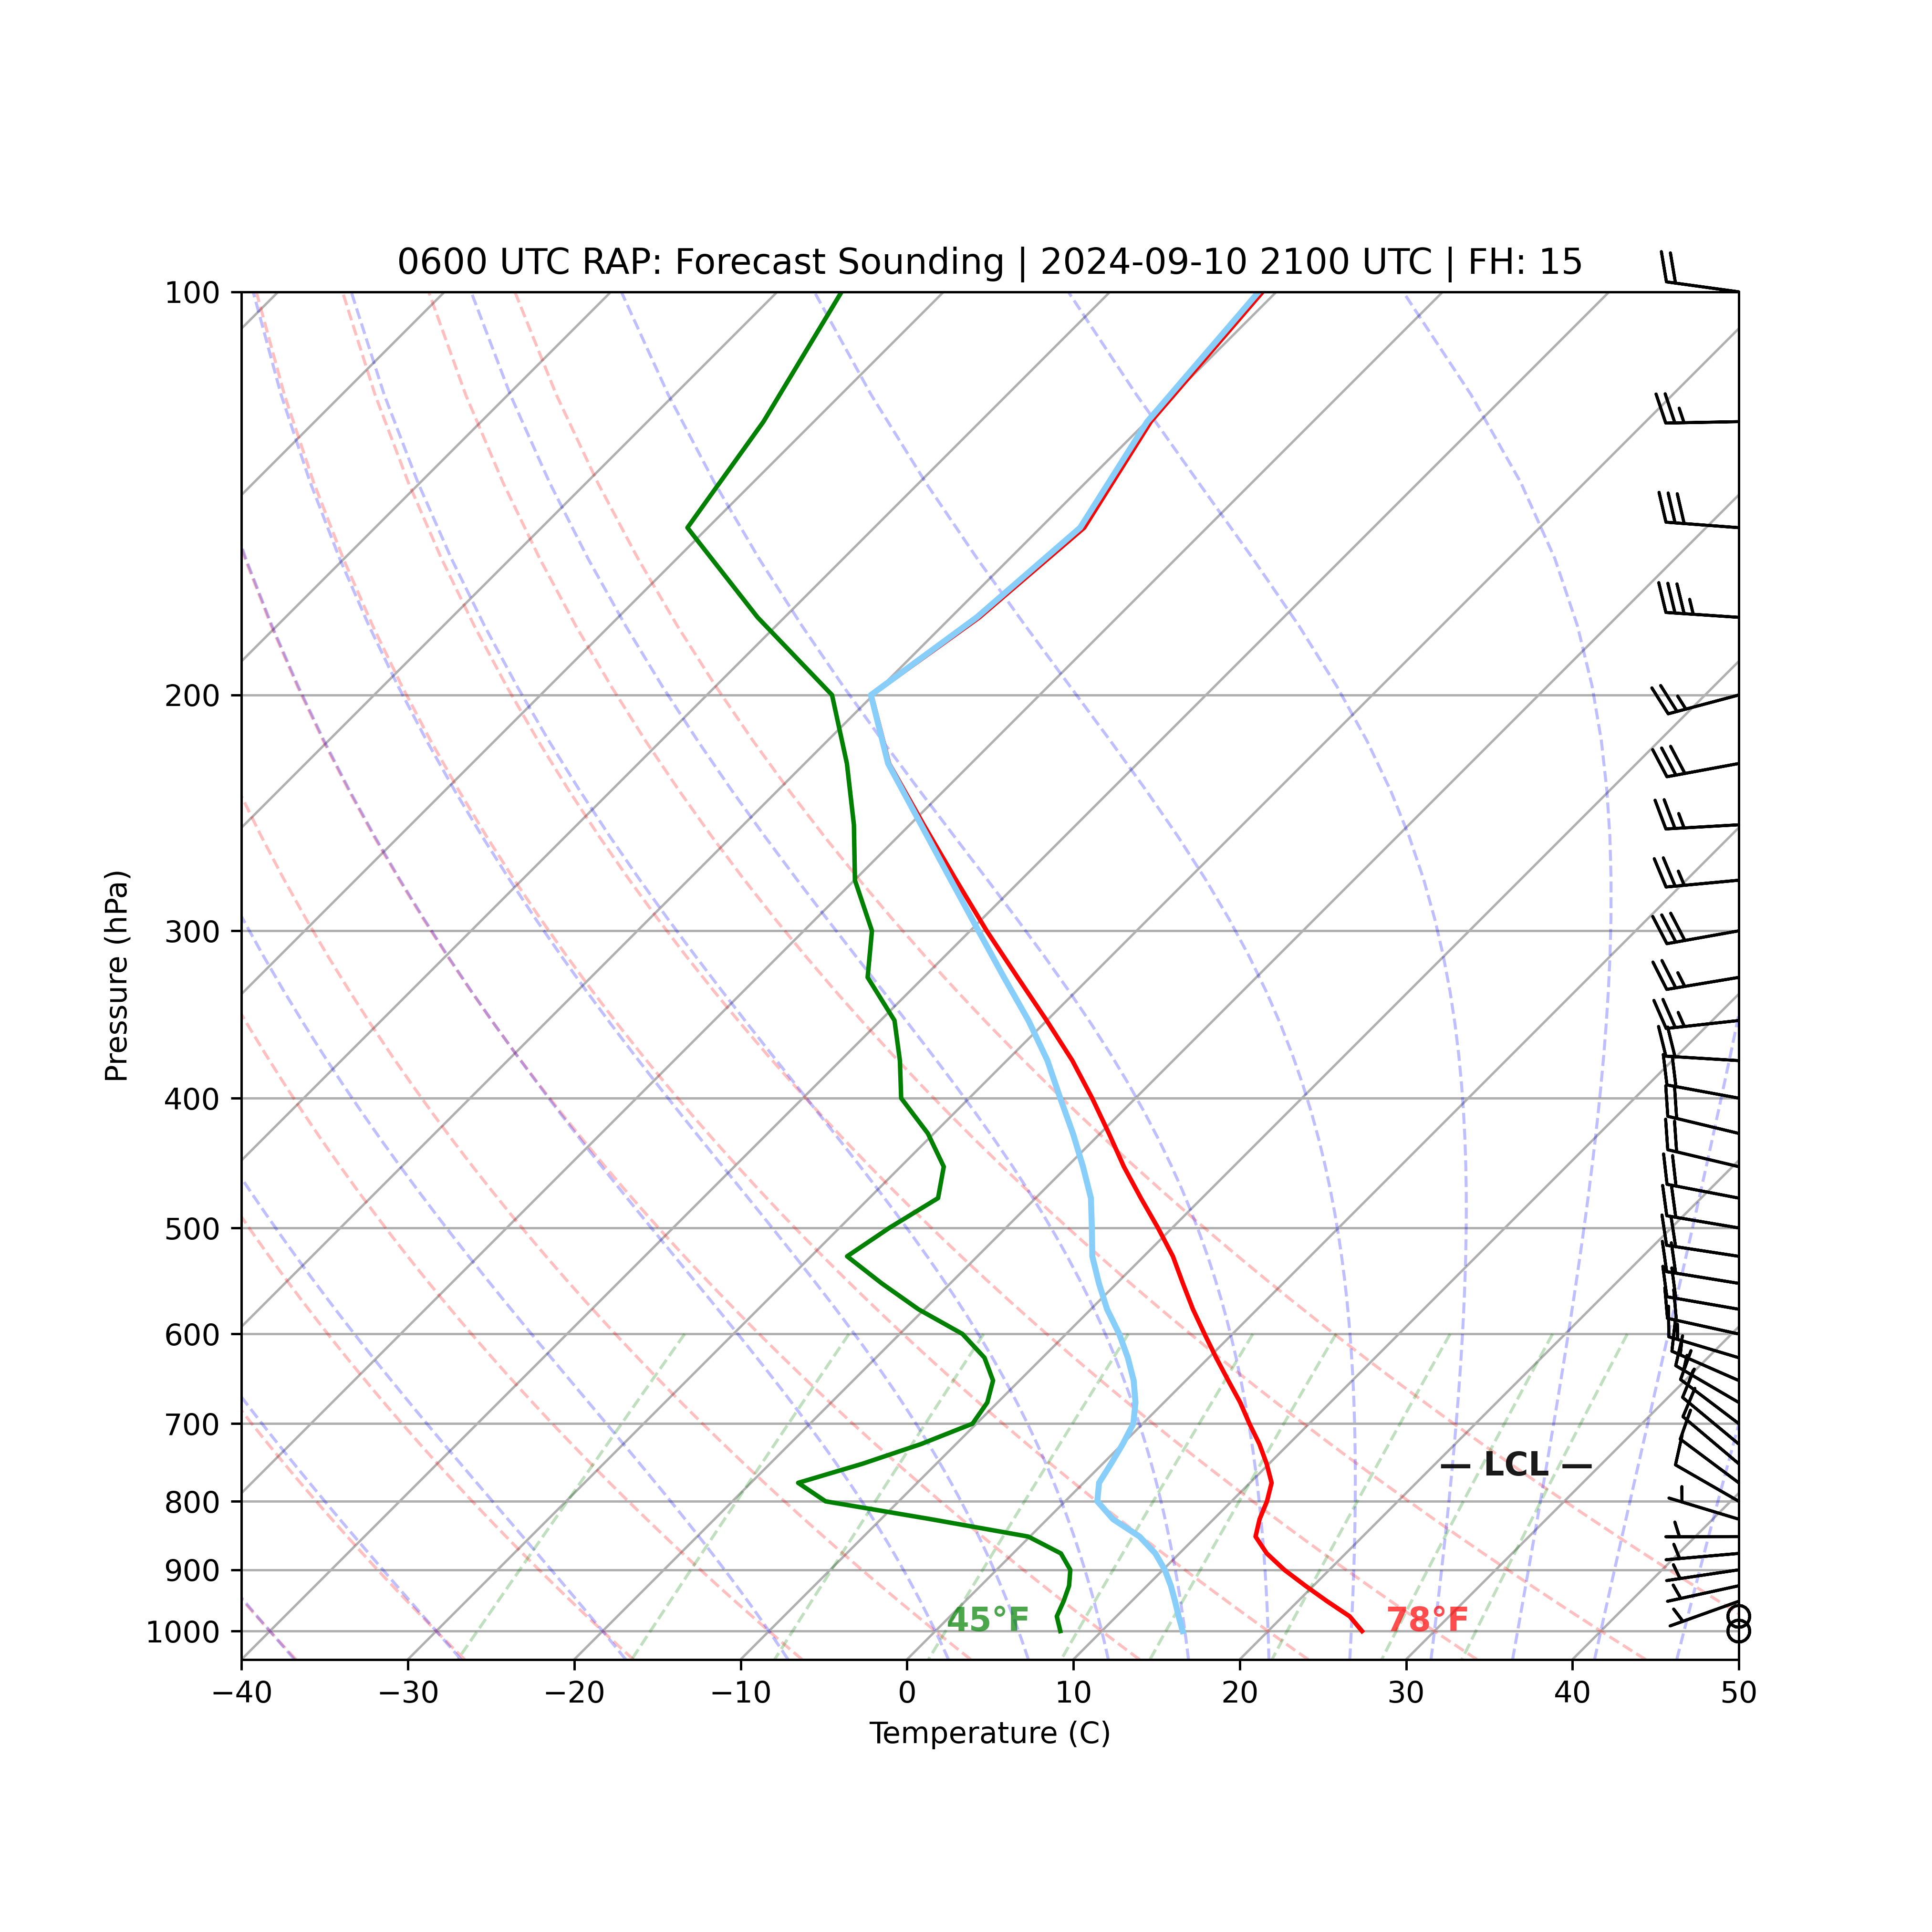 0600 UTC RAP: Forecast Sounding | 2024-09-10 2100 UTC | FH: 15
100
200
300
400
500
600
700
800
900
1000
Pressure (hPa)
— LCL —
45°F
78°F
−40 −30 −20 −10 0 10 20 30 40 50
Temperature (C)